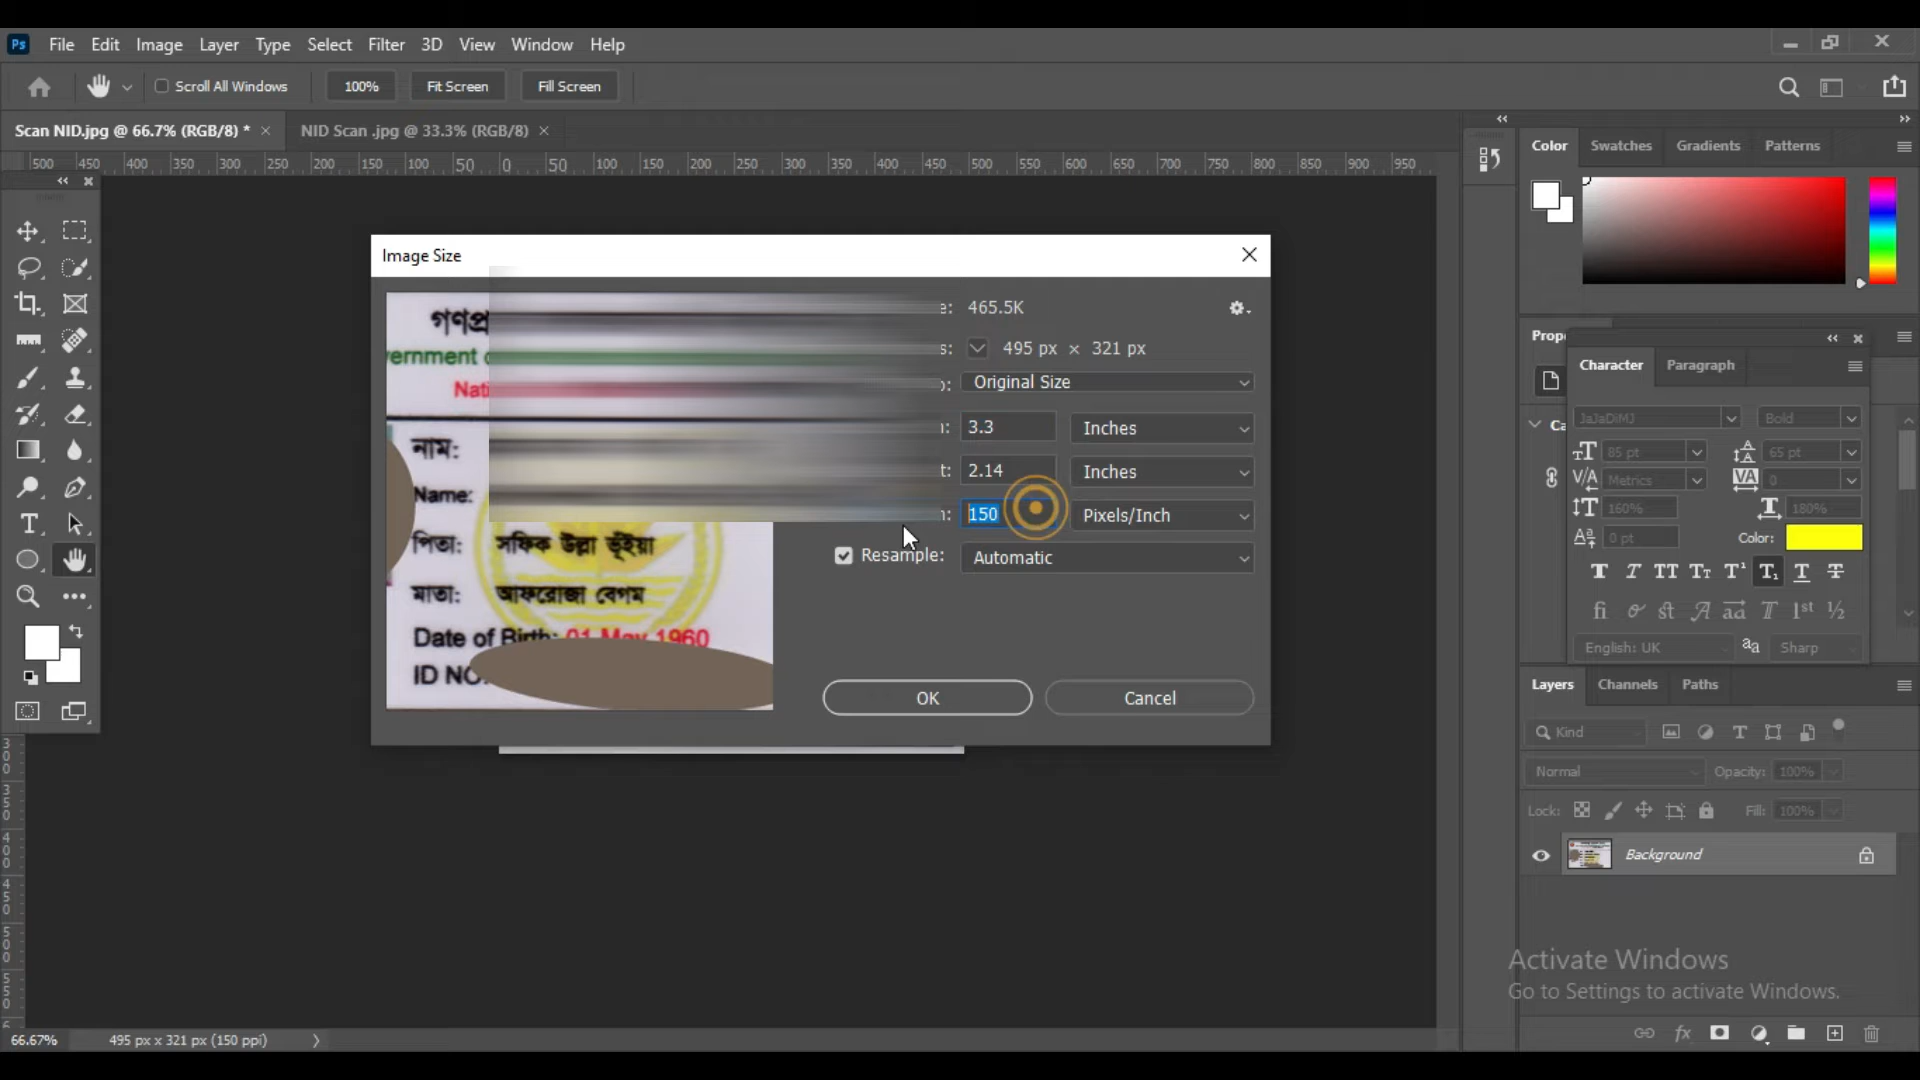 Ps File Edit Image Layer Type Select Filter 3D View Window Help
Scroll All Windows 100% Fit Screen Fill Screen
Scan NID.jpg @ 66.7% (RGB/8) * × NID Scan .jpg @ 33.3% (RGB/8) ×
500 450 400 350 300 250 200 150 100 50 0 50 100 150 200 250 300 350 400 450 500 550 600 650 700 750 800 850 900 950
Image Size
465.5K
495 px × 321 px
Original Size
3.3 Inches
2.14 Inches
150 Pixels/Inch
Resample: Automatic
OK Cancel
নাম:
Name:
পিতা: সফিক উল্লা ভূঁইয়া
মাতা: আফরোজা বেগম
Date of Birth: 01 May 1960
ID NO:
Color Swatches Gradients Patterns
Character Paragraph
JaJaDiMJ Bold
85 pt 65 pt
Metrics 0
160% 180%
0 pt Color:
English: UK aa Sharp
Layers Channels Paths
Kind
Normal Opacity: 100%
Lock: Fill: 100%
Background
Activate Windows
Go to Settings to activate Windows.
66.67% 495 px x 321 px (150 ppi)